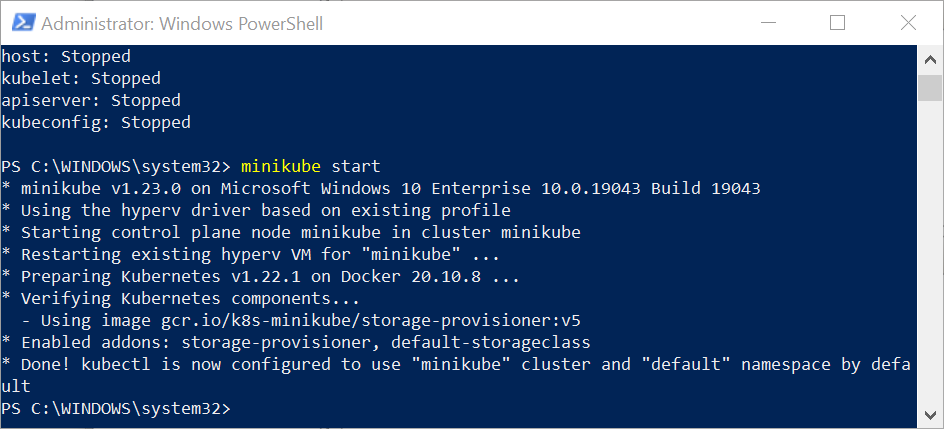 Administrator: Windows PowerShell
host: Stopped
kubelet: Stopped
apiserver: Stopped
kubeconfig: Stopped
PS C:\WINDOWS\system32> minikube start
* minikube v1.23.0 on Microsoft Windows 10 Enterprise 10.0.19043 Build 19043
* Using the hyperv driver based on existing profile
* Starting control plane node minikube in cluster minikube
* Restarting existing hyperv VM for "minikube" ...
* Preparing Kubernetes v1.22.1 on Docker 20.10.8 ...
* Verifying Kubernetes components...
  - Using image gcr.io/k8s-minikube/storage-provisioner:v5
* Enabled addons: storage-provisioner, default-storageclass
* Done! kubectl is now configured to use "minikube" cluster and "default" namespace by defa
ult
PS C:\WINDOWS\system32>